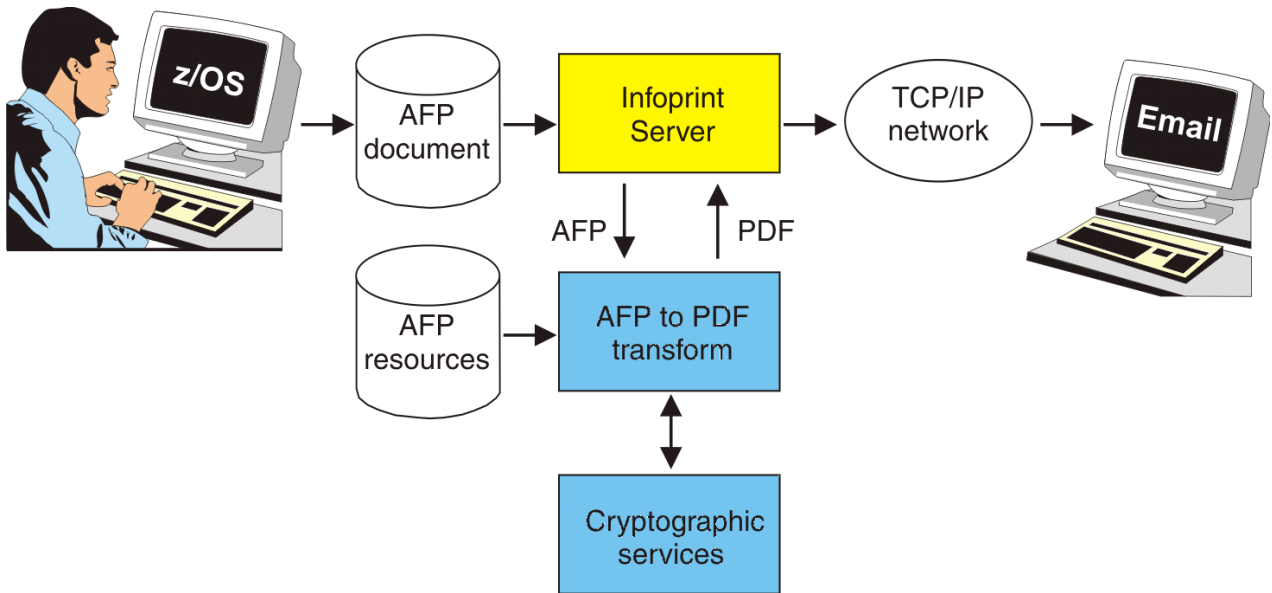 z/OS
AFP
document
Infoprint
Server
TCP/IP
network
Email
AFP
PDF
AFP
resources
AFP to PDF
transform
Cryptographic
services